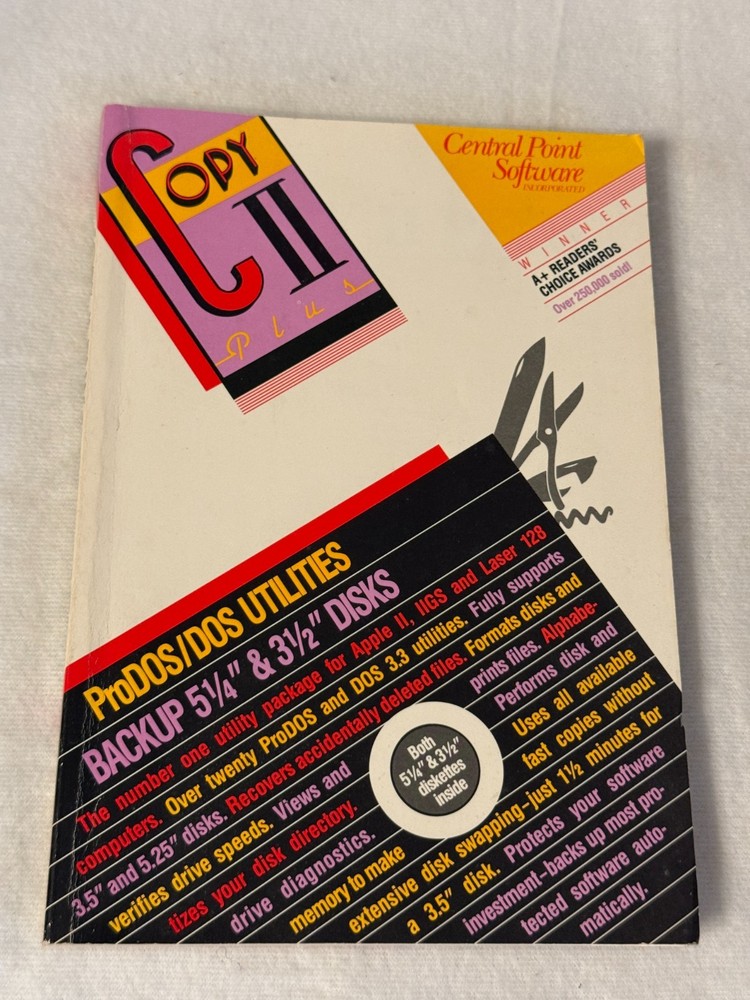 COPY
II
Plus
Central Point
Software
INCORPORATED
WINNER
A+ READERS'
CHOICE AWARDS
Over 250,000 sold!
ProDOS/DOS UTILITIES
BACKUP 5¼" & 3½" DISKS
The number one utility package for Apple II, IIGS and Laser 128
computers. Over twenty ProDOS and DOS 3.3 utilities. Fully supports
3.5" and 5.25" disks. Recovers accidentally deleted files. Formats disks and
verifies drive speeds. Views and prints files. Alphabe-
tizes your disk directory. Performs disk and
drive diagnostics. Uses all available
memory to make fast copies without
extensive disk swapping–just 1½ minutes for
a 3.5" disk. Protects your software
investment–backs up most pro-
tected software auto-
matically.
Both
5¼" & 3½"
diskettes
inside